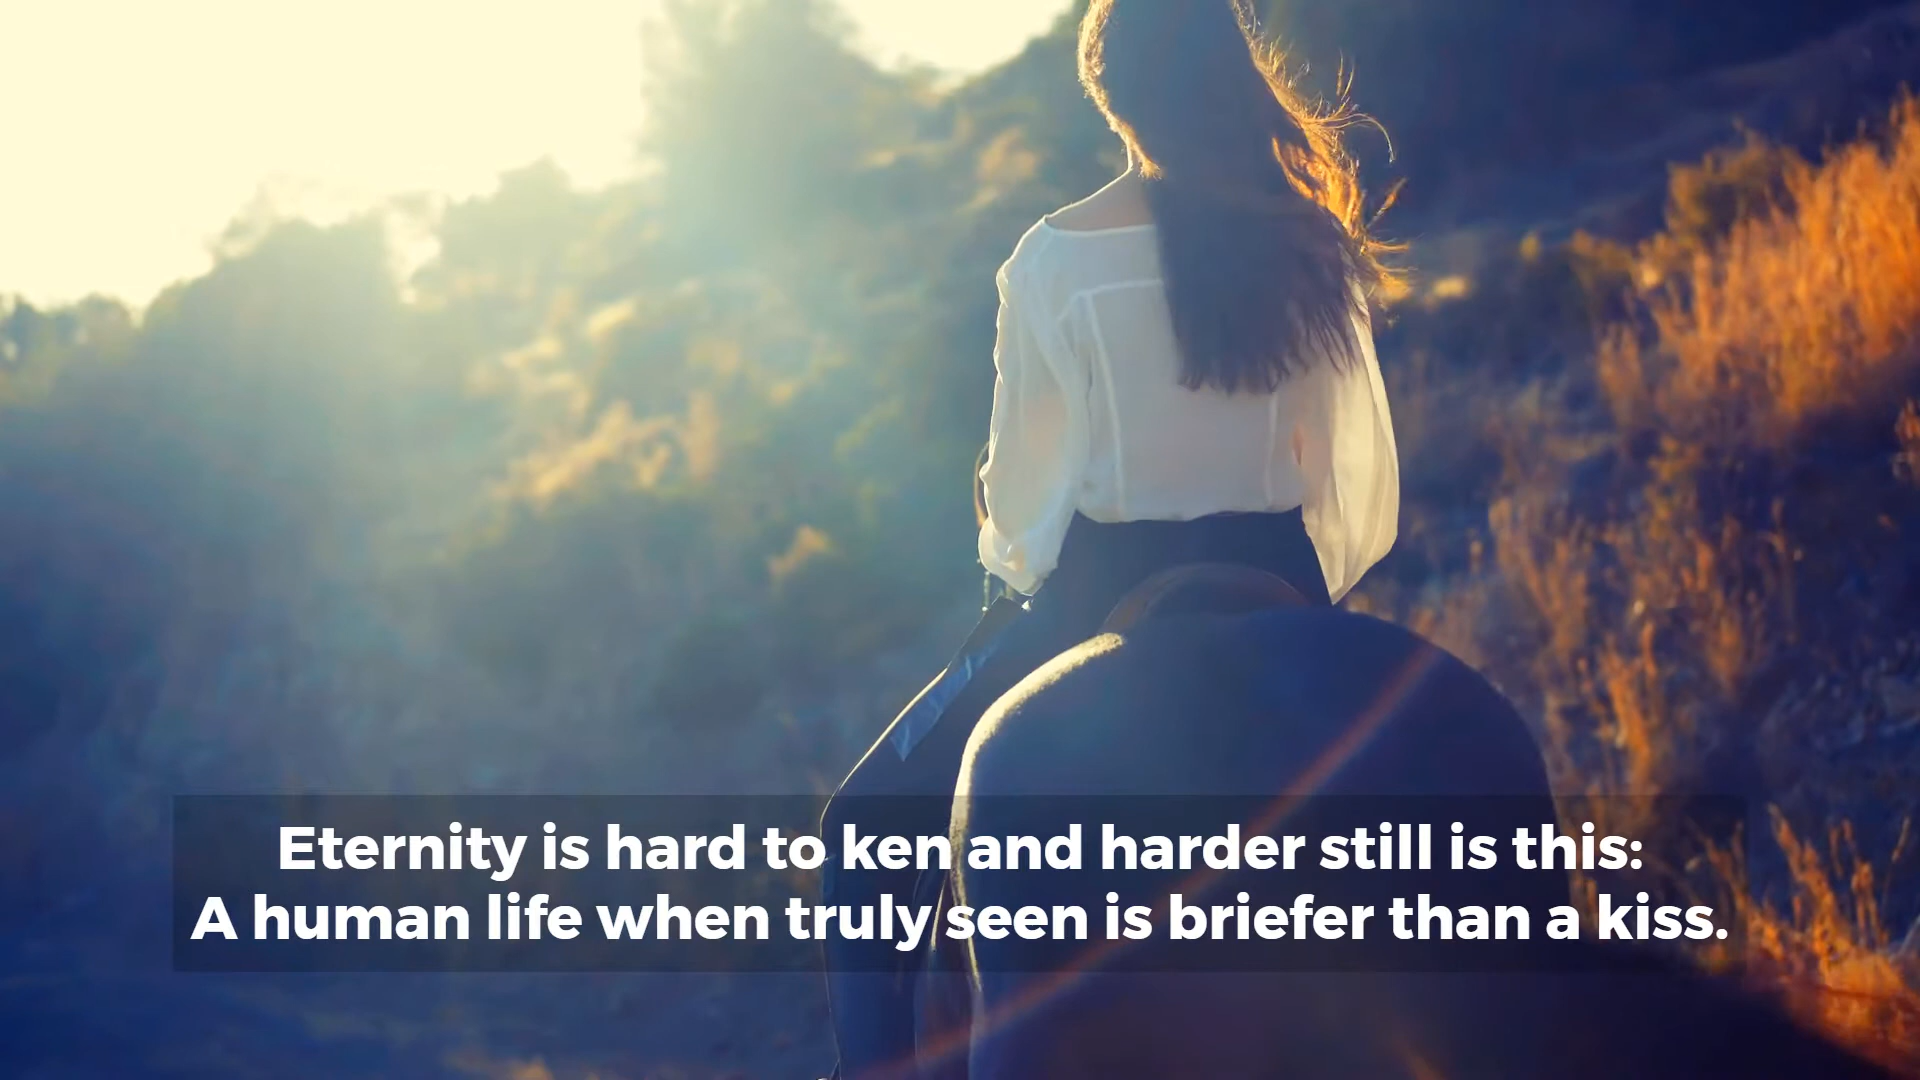 Eternity is hard to ken and harder still is this:
A human life when truly seen is briefer than a kiss.